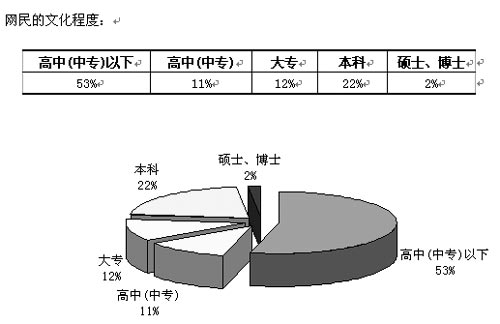 网民的文化程度：
高中(中专)以下 高中(中专) 大专 本科 硕士、博士
53% 11% 12% 22% 2%
硕士、博士
2%
本科
22%
高中(中专)以下
53%
大专
12%
高中(中专)
11%